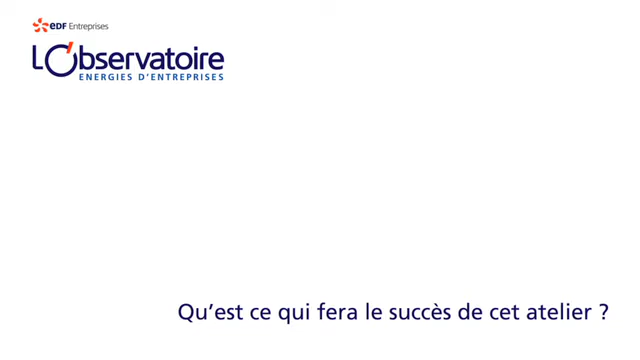 eDF Entreprises
L'Observatoire
ENERGIES D'ENTREPRISES
Qu'est ce qui fera le succès de cet atelier ?